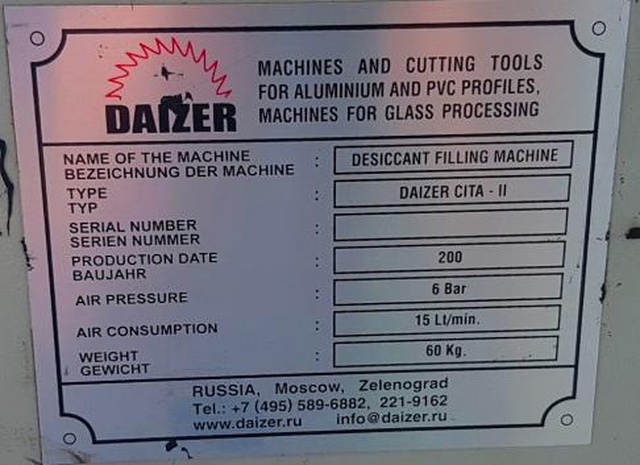 DAIZER
MACHINES AND CUTTING TOOLS
FOR ALUMINIUM AND PVC PROFILES,
MACHINES FOR GLASS PROCESSING
NAME OF THE MACHINE
BEZEICHNUNG DER MACHINE : DESICCANT FILLING MACHINE
TYPE
TYP : DAIZER CITA - II
SERIAL NUMBER
SERIEN NUMMER :
PRODUCTION DATE
BAUJAHR : 200
AIR PRESSURE : 6 Bar
AIR CONSUMPTION : 15 Lt/min.
WEIGHT
GEWICHT : 60 Kg.
RUSSIA, Moscow, Zelenograd
Tel.: +7 (495) 589-6882, 221-9162
www.daizer.ru info@daizer.ru